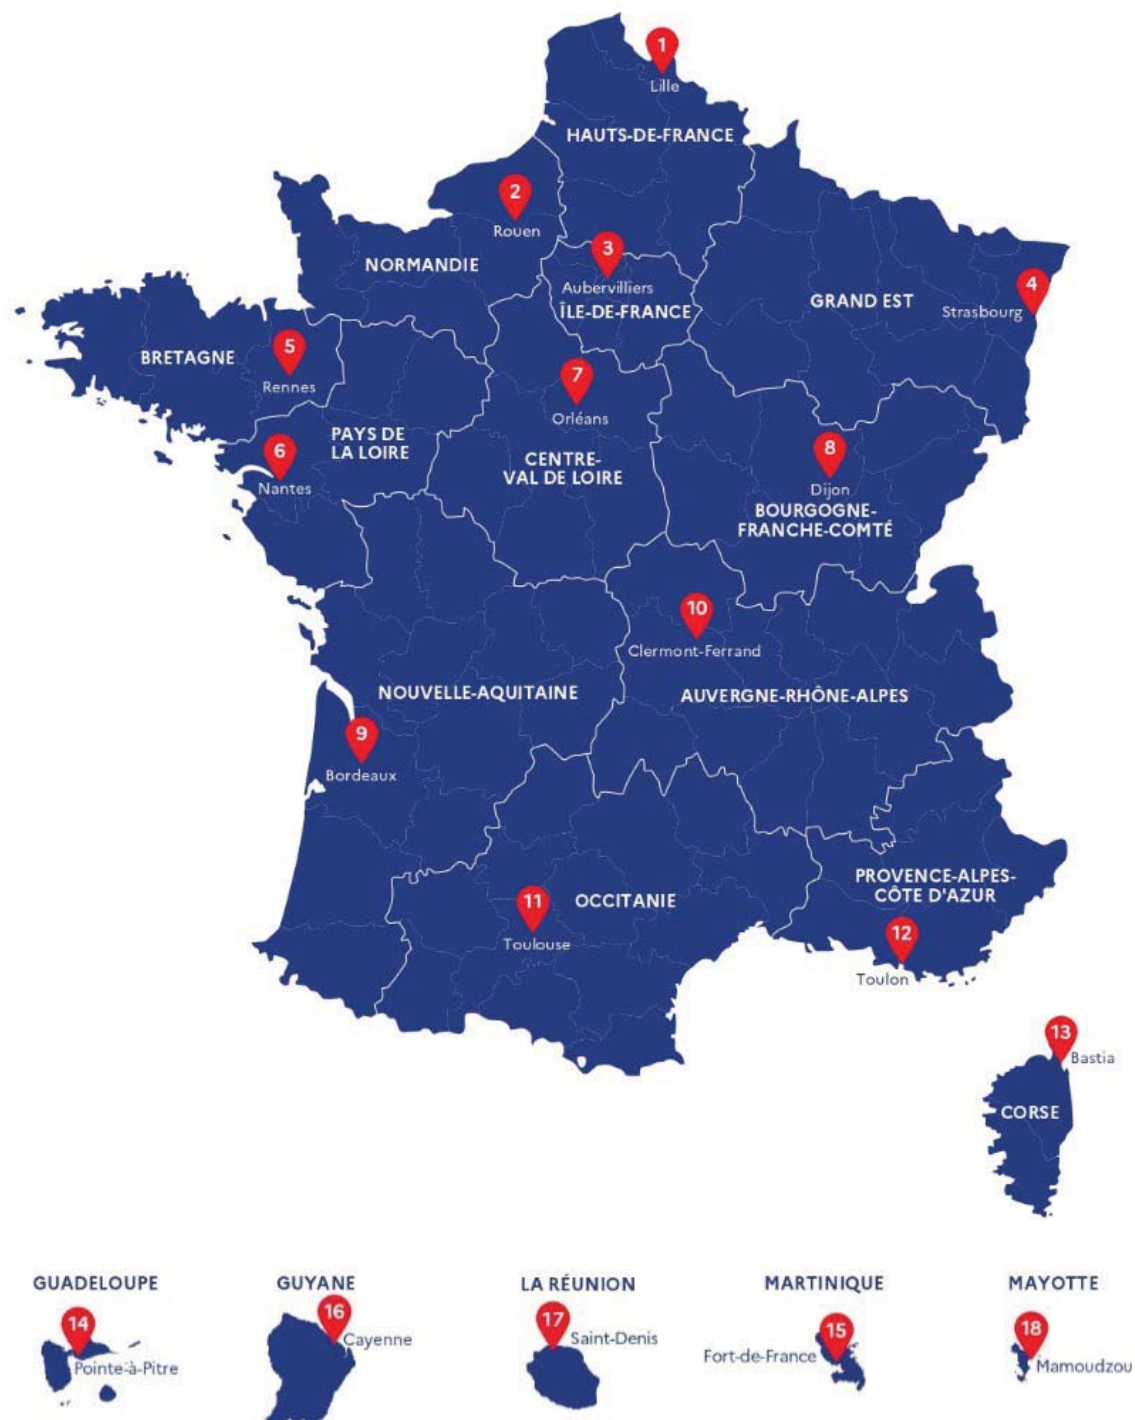 1
Lille
HAUTS-DE-FRANCE
2
Rouen
3
Aubervilliers
NORMANDIE
ÎLE-DE-FRANCE
GRAND EST
4
Strasbourg
BRETAGNE
5
Rennes
7
Orléans
PAYS DE
LA LOIRE
6
Nantes
CENTRE-
VAL DE LOIRE
8
Dijon
BOURGOGNE-
FRANCHE-COMTÉ
10
Clermont-Ferrand
NOUVELLE-AQUITAINE
AUVERGNE-RHÔNE-ALPES
9
Bordeaux
PROVENCE-ALPES-
CÔTE D'AZUR
11
Toulouse
OCCITANIE
12
Toulon
13
Bastia
CORSE
GUADELOUPE
14
Pointe-à-Pitre
GUYANE
16
Cayenne
LA RÉUNION
17
Saint-Denis
MARTINIQUE
15
Fort-de-France
MAYOTTE
18
Mamoudzou